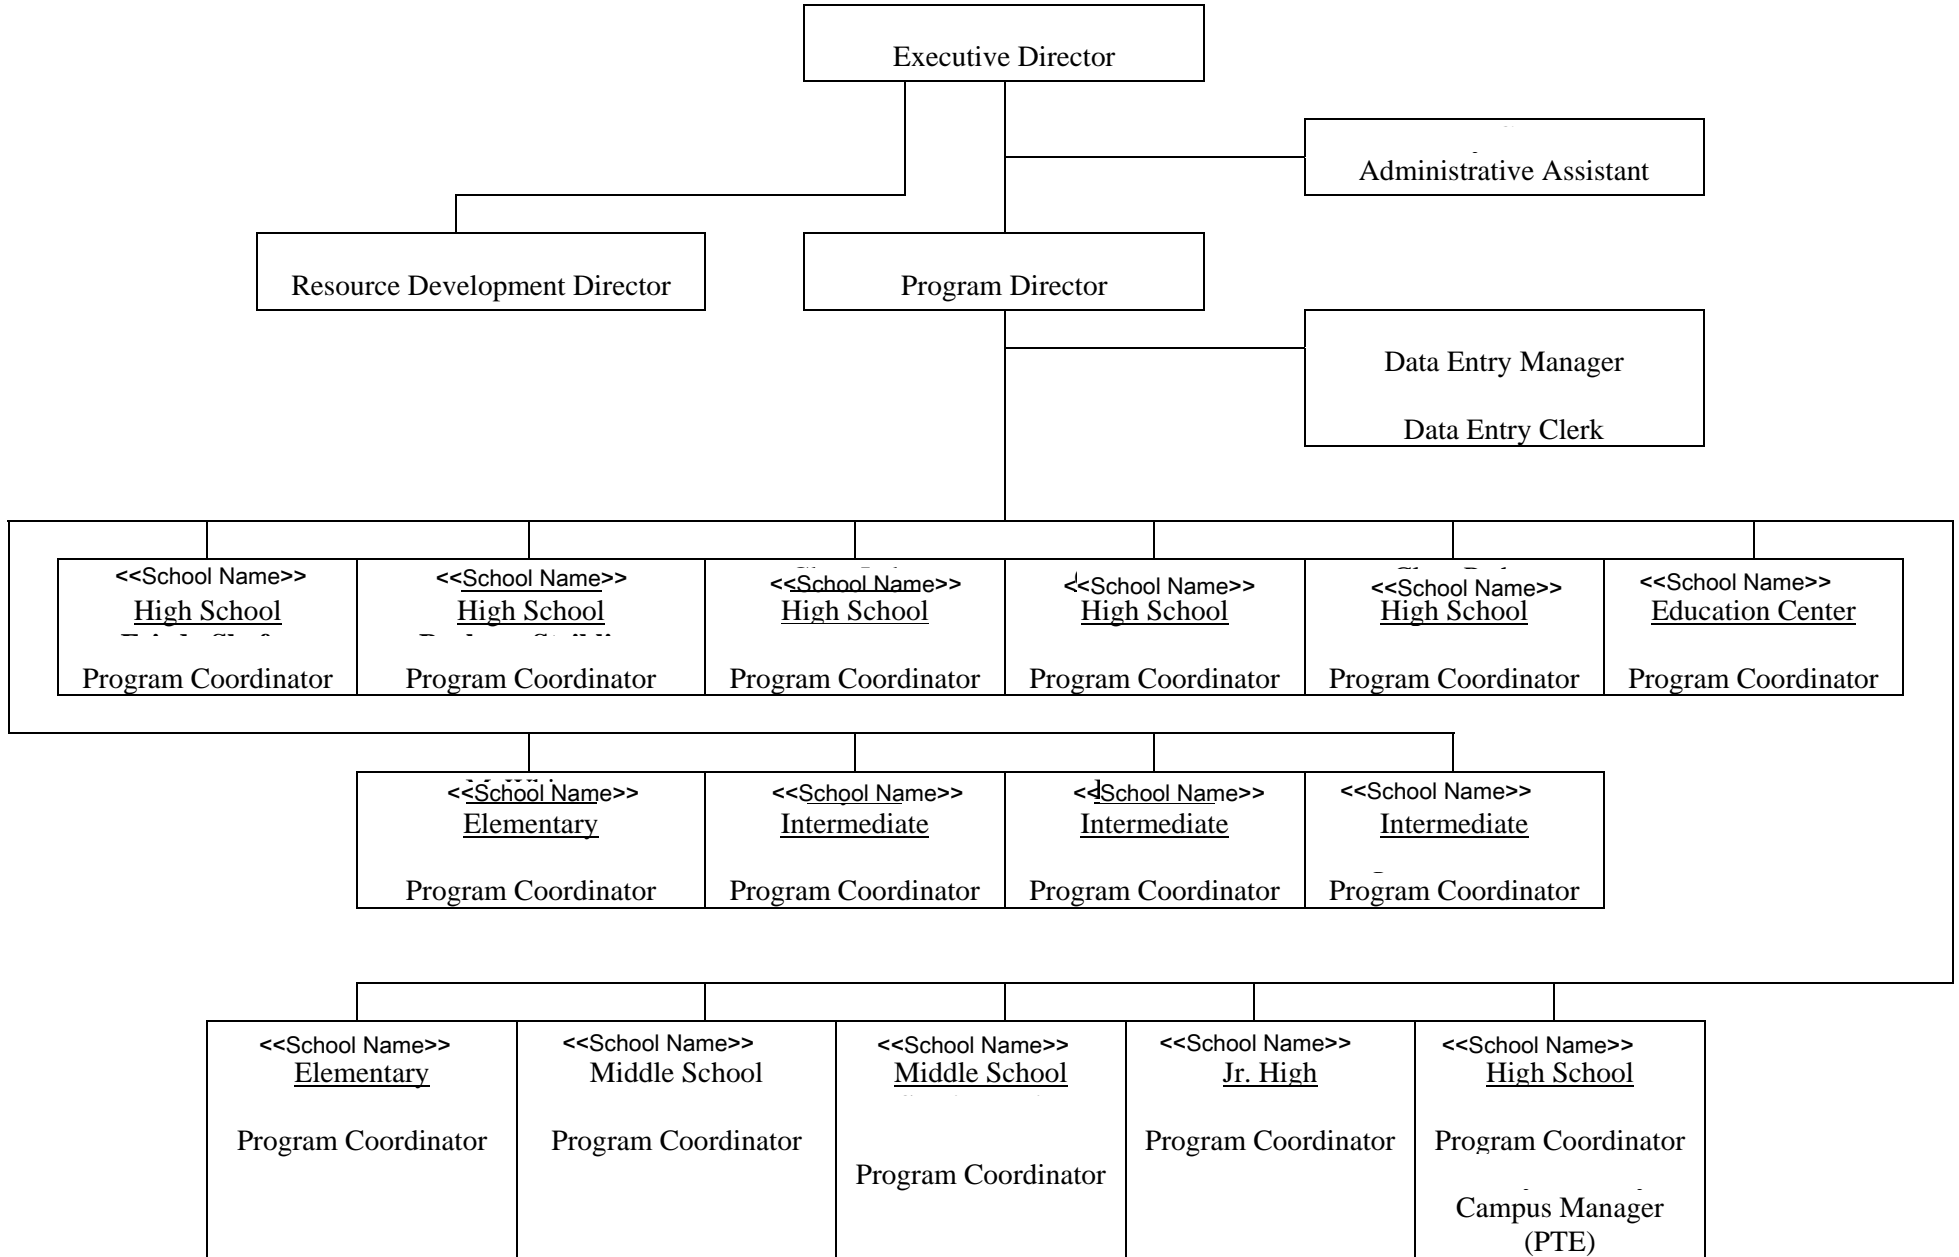 Executive Director
Administrative Assistant
Resource Development Director
Program Director
Data Entry Manager
Data Entry Clerk
<<School Name>>
High School
Program Coordinator
<<School Name>>
High School
Program Coordinator
<<School Name>>
High School
Program Coordinator
<<School Name>>
High School
Program Coordinator
<<School Name>>
High School
Program Coordinator
<<School Name>>
Education Center
Program Coordinator
<<School Name>>
Elementary
Program Coordinator
<<School Name>>
Intermediate
Program Coordinator
<<School Name>>
Intermediate
Program Coordinator
<<School Name>>
Intermediate
Program Coordinator
<<School Name>>
Elementary
Program Coordinator
<<School Name>>
Middle School
Program Coordinator
<<School Name>>
Middle School
Program Coordinator
<<School Name>>
Jr. High
Program Coordinator
<<School Name>>
High School
Program Coordinator
Campus Manager
(PTE)